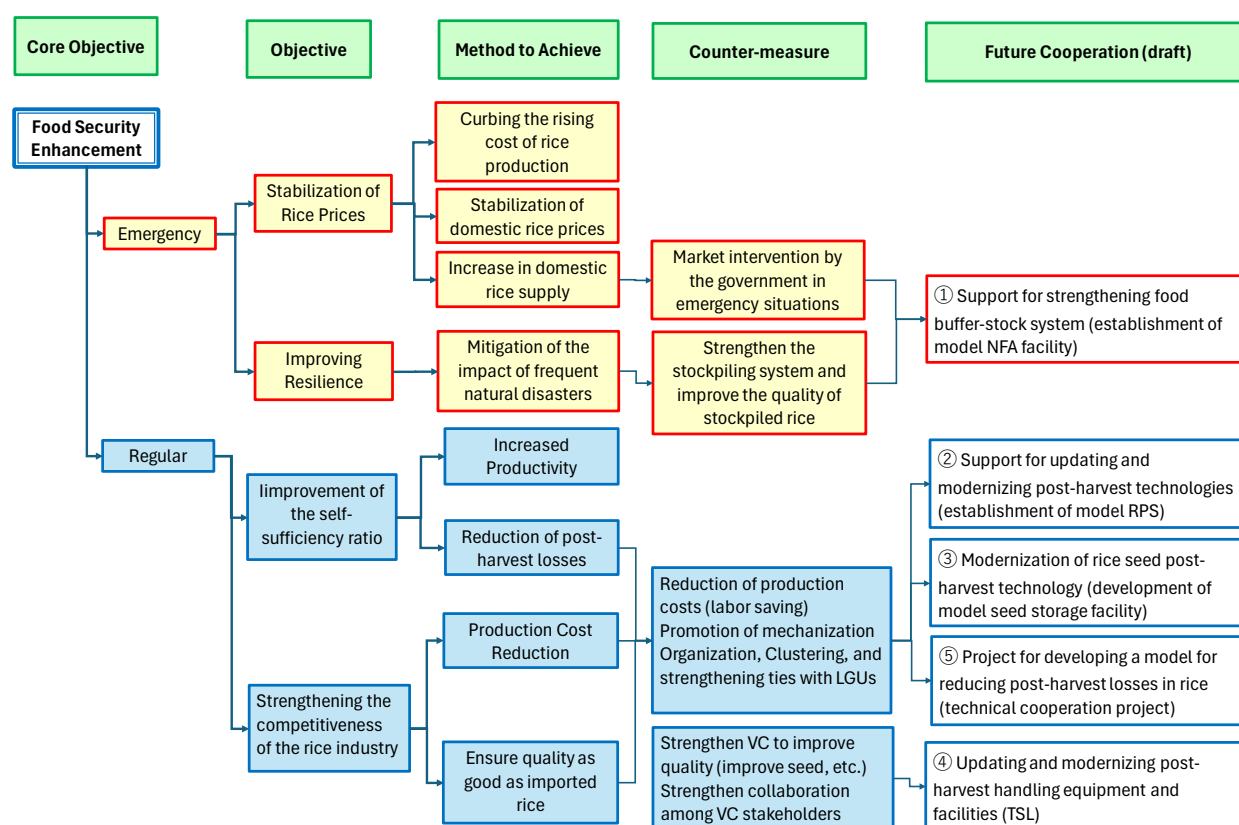 Core Objective
Objective
Method to Achieve
Counter-measure
Future Cooperation (draft)
Food Security
Enhancement
Emergency
Stabilization of
Rice Prices
Curbing the rising
cost of rice
production
Stabilization of
domestic rice prices
Increase in domestic
rice supply
Market intervention by
the government in
emergency situations
① Support for strengthening food
buffer-stock system (establishment of
model NFA facility)
Improving
Resilience
Mitigation of the
impact of frequent
natural disasters
Strengthen the
stockpiling system and
improve the quality of
stockpiled rice
Regular
Iimprovement of
the self-
sufficiency ratio
Increased
Productivity
Reduction of post-
harvest losses
Strengthening the
competitiveness
of the rice industry
Production Cost
Reduction
Ensure quality as
good as imported
rice
Reduction of production
costs (labor saving)
Promotion of mechanization
Organization, Clustering, and
strengthening ties with LGUs
Strengthen VC to improve
quality (improve seed, etc.)
Strengthen collaboration
among VC stakeholders
② Support for updating and
modernizing post-harvest technologies
(establishment of model RPS)
③ Modernization of rice seed post-
harvest technology (development of
model seed storage facility)
⑤ Project for developing a model for
reducing post-harvest losses in rice
(technical cooperation project)
④ Updating and modernizing post-
harvest handling equipment and
facilities (TSL)